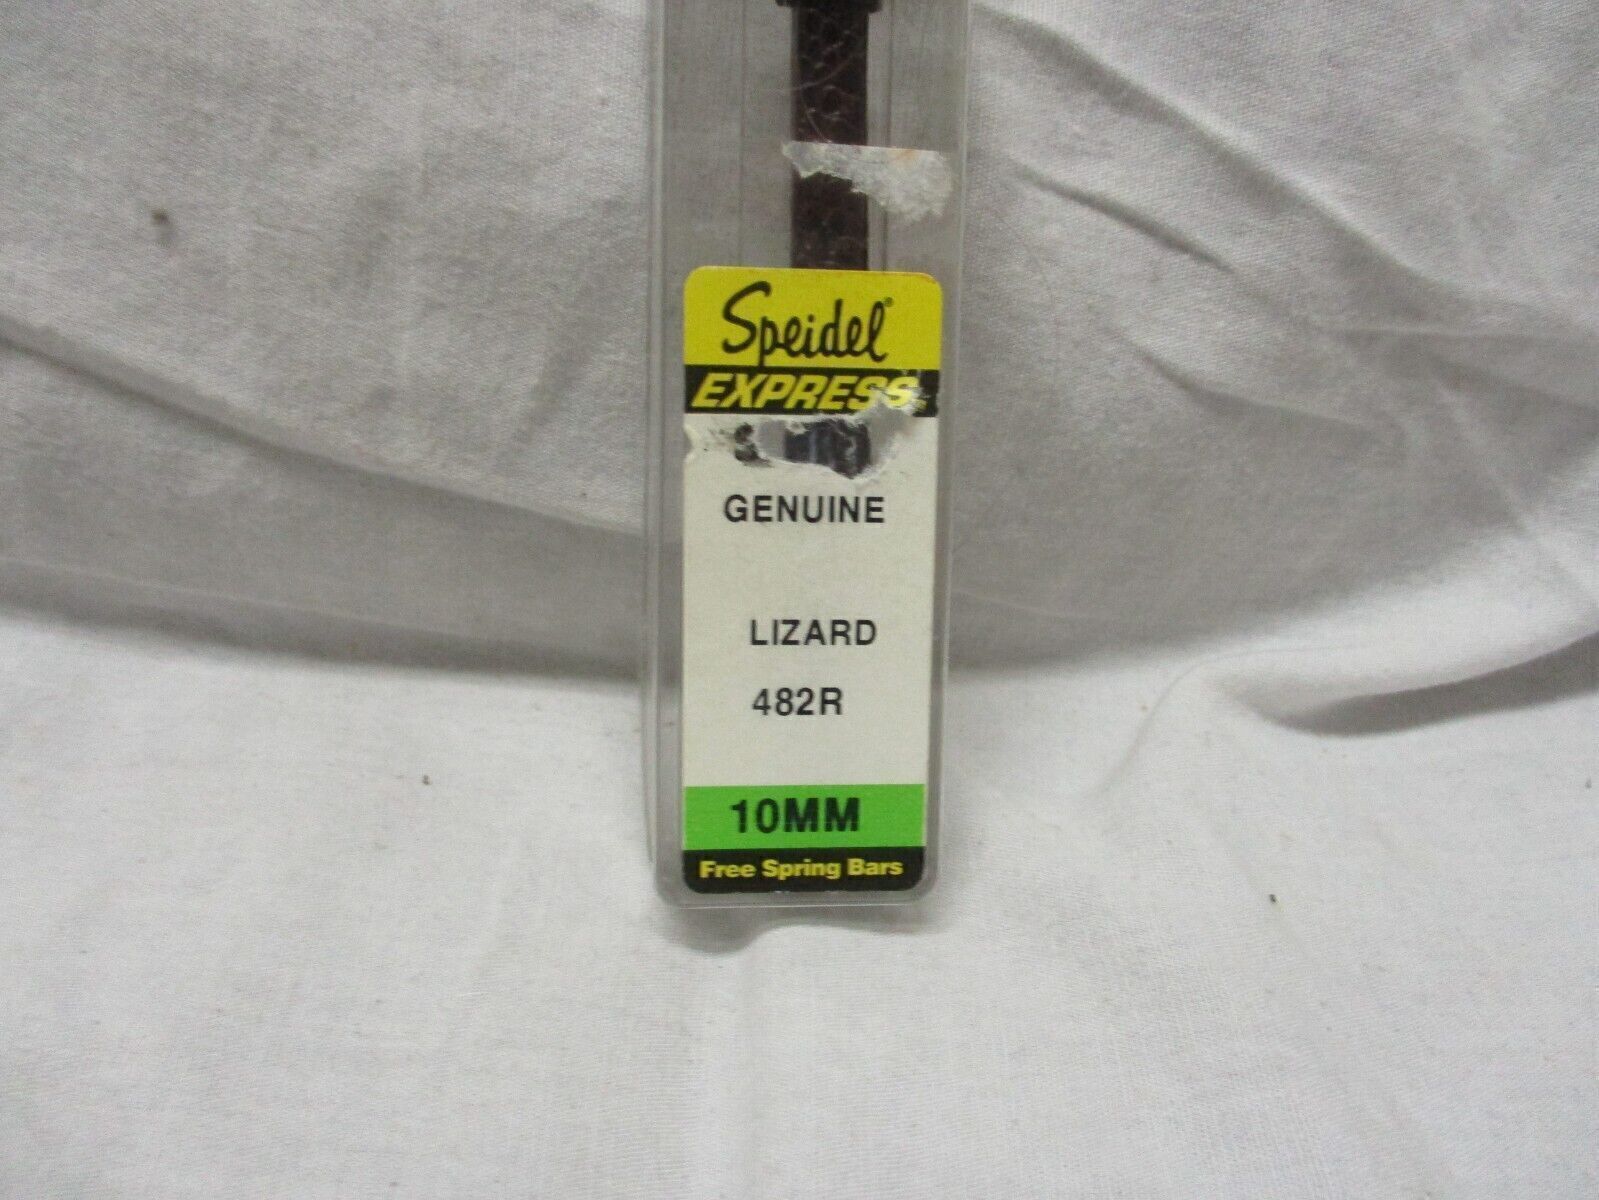 Speidel®
EXPRESS
GENUINE
LIZARD
482R
10MM
Free Spring Bars